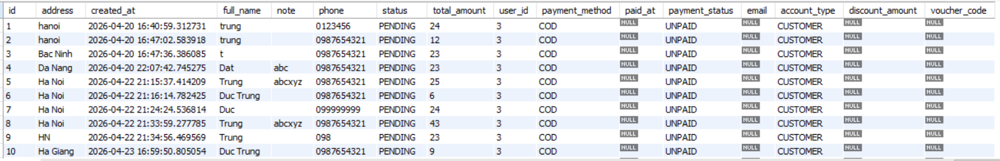 id address created_at full_name note phone status total_amount user_id payment_method paid_at payment_status email account_type discount_amount voucher_code
1 hanoi 2026-04-20 16:40:59.312731 trung 0123456 PENDING 24 3 COD NULL UNPAID NULL CUSTOMER NULL NULL
2 hanoi 2026-04-20 16:47:02.583918 trung 0987654321 PENDING 12 3 COD NULL UNPAID NULL CUSTOMER NULL NULL
3 Bac Ninh 2026-04-20 16:47:36.386085 t 0987654321 PENDING 23 3 COD NULL UNPAID NULL CUSTOMER NULL NULL
4 Da Nang 2026-04-20 22:07:42.745275 Dat abc 0987654321 PENDING 23 3 COD NULL UNPAID NULL CUSTOMER NULL NULL
5 Ha Noi 2026-04-22 21:15:37.414209 Trung abcxyz 0987654321 PENDING 25 3 COD NULL UNPAID NULL CUSTOMER NULL NULL
6 Ha Noi 2026-04-22 21:16:14.782425 Duc Trung 0987654321 PENDING 6 3 COD NULL UNPAID NULL CUSTOMER NULL NULL
7 Ha Noi 2026-04-22 21:24:24.536814 Duc 099999999 PENDING 24 3 COD NULL UNPAID NULL CUSTOMER NULL NULL
8 Ha Noi 2026-04-22 21:33:59.277785 Trung abcxyz 0987654321 PENDING 43 3 COD NULL UNPAID NULL CUSTOMER NULL NULL
9 HN 2026-04-22 21:34:56.469569 Trung 098 PENDING 23 3 COD NULL UNPAID NULL CUSTOMER NULL NULL
10 Ha Giang 2026-04-23 16:59:50.805054 Duc Trung 0987654321 PENDING 9 3 COD NULL UNPAID NULL CUSTOMER NULL NULL